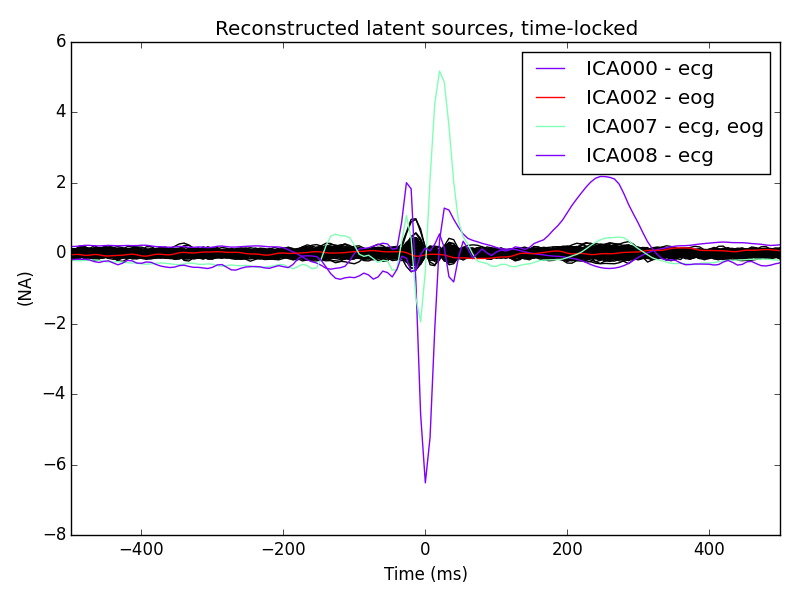 Reconstructed latent sources, time-locked
6
4
2
0
−2
−4
−6
−8
(NA)
ICA000 - ecg
ICA002 - eog
ICA007 - ecg, eog
ICA008 - ecg
−400 −200 0 200 400
Time (ms)